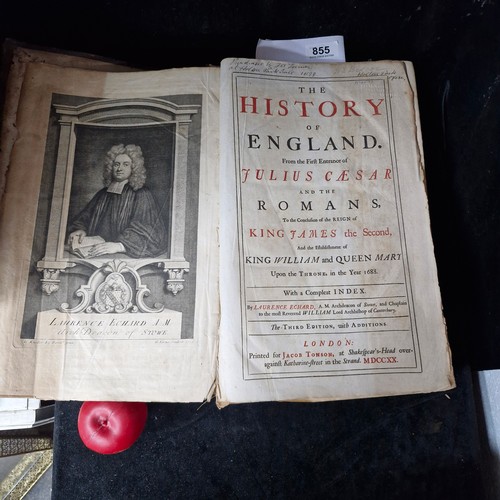 855
THE
HISTORY
OF
ENGLAND.
From the First Entrance of
JULIUS CÆSAR
AND THE
ROMANS,
To the Conclusion of the REIGN of
KING JAMES the Second,
And the Establishment of
KING WILLIAM and QUEEN MARY
Upon the THRONE, in the Year 1688.
With a Compleat INDEX.
By LAURENCE ECHARD, A. M. Archdeacon of Stowe, and Chaplain
to the most Reverend WILLIAM Lord Archbishop of Canterbury.
The THIRD EDITION, with ADDITIONS.
LONDON:
Printed for JACOB TONSON, at Shakespear's-Head over-
against Katharine-street in the Strand. MDCCXX.
LAURENCE ECHARD A.M.
of STOWE